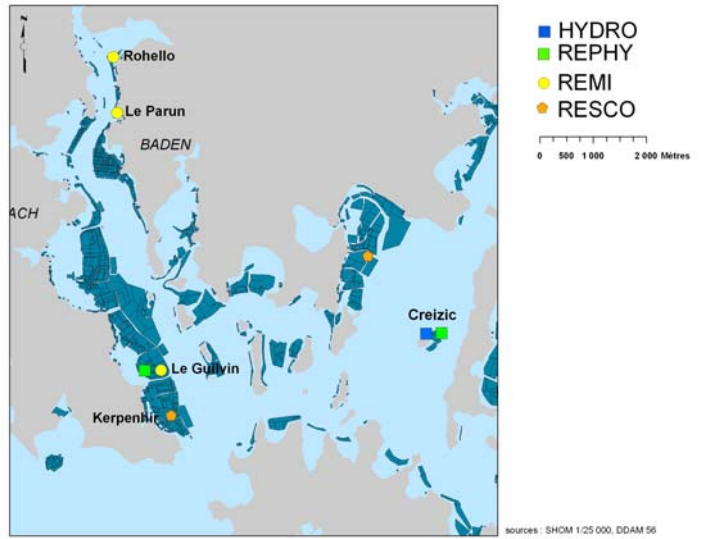 N
Rohello
Le Parun
BADEN
ACH
Creizic
Le Guilvin
Kerpenhir
HYDRO
REPHY
REMI
RESCO
0 500 1 000 2 000 Mètres
sources : SHOM 1/25 000, DDAM 56